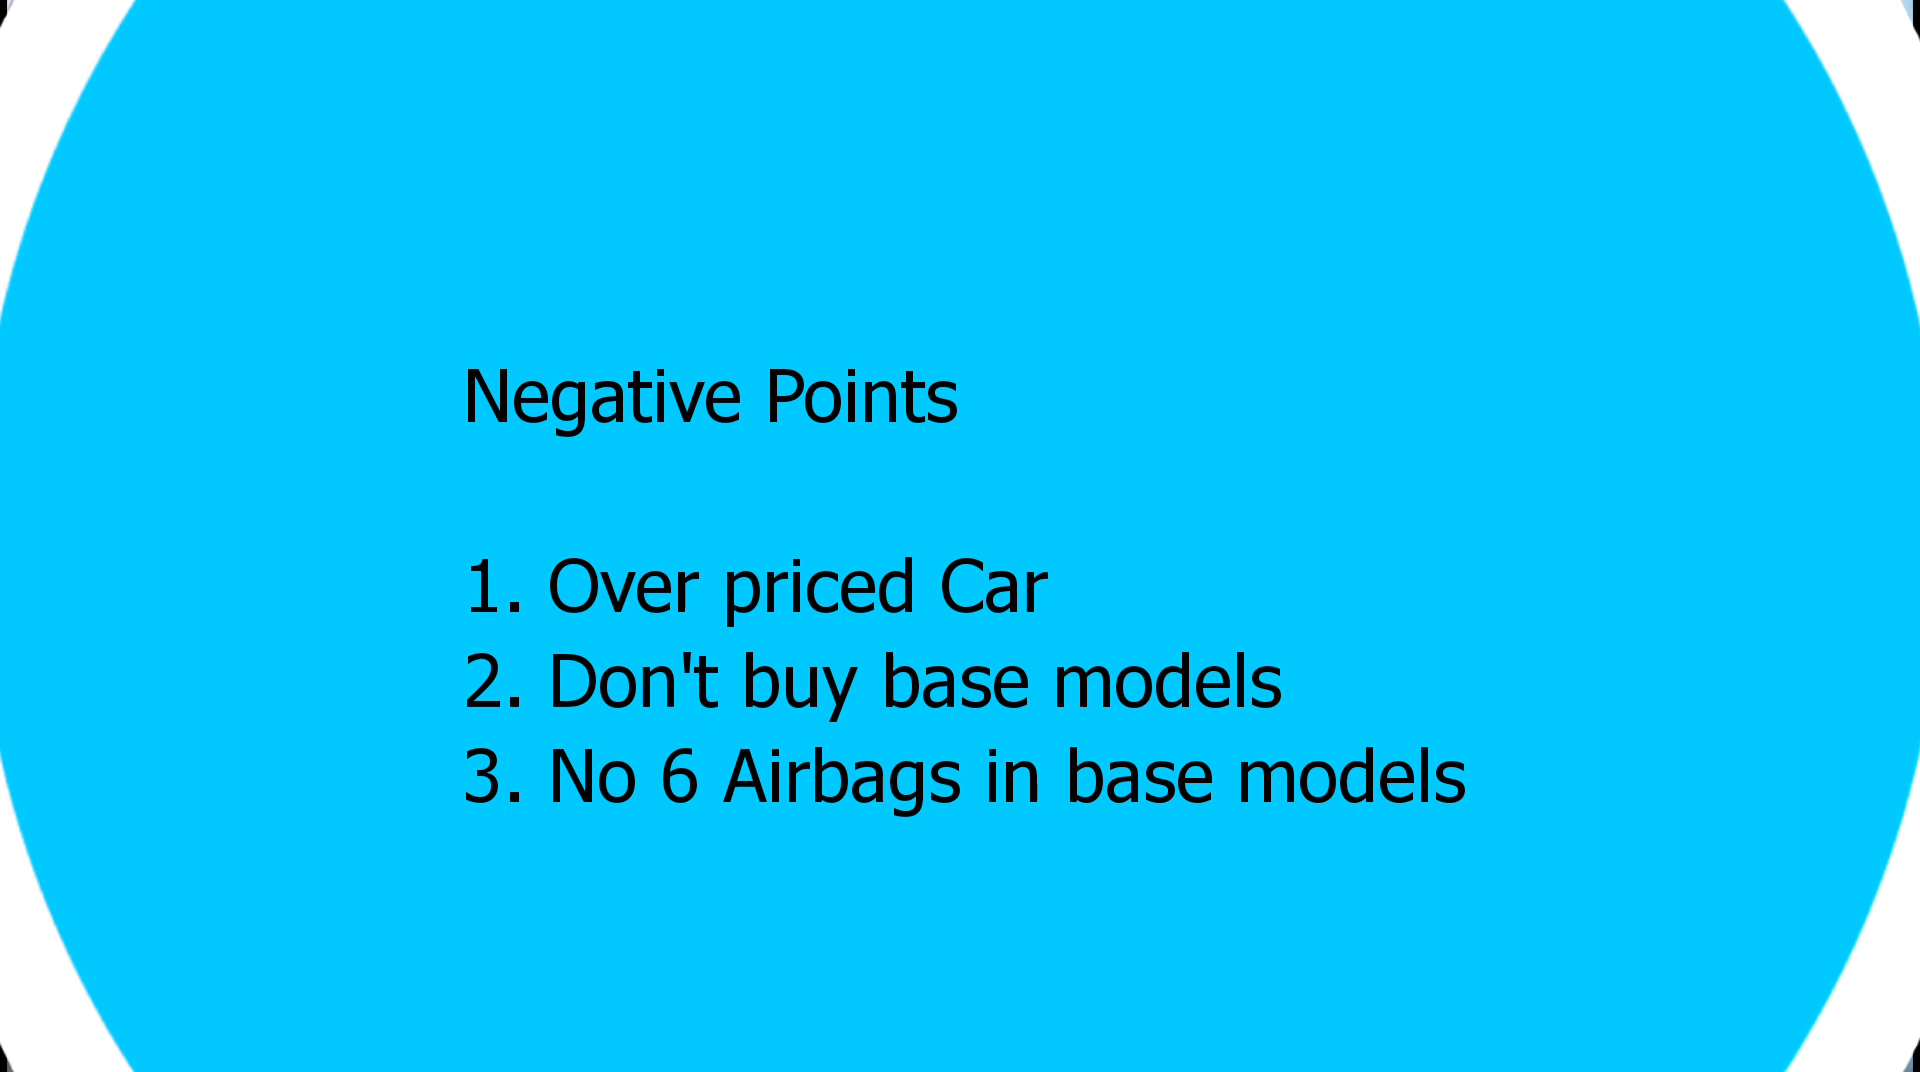 Negative Points
1. Over priced Car
2. Don't buy base models
3. No 6 Airbags in base models